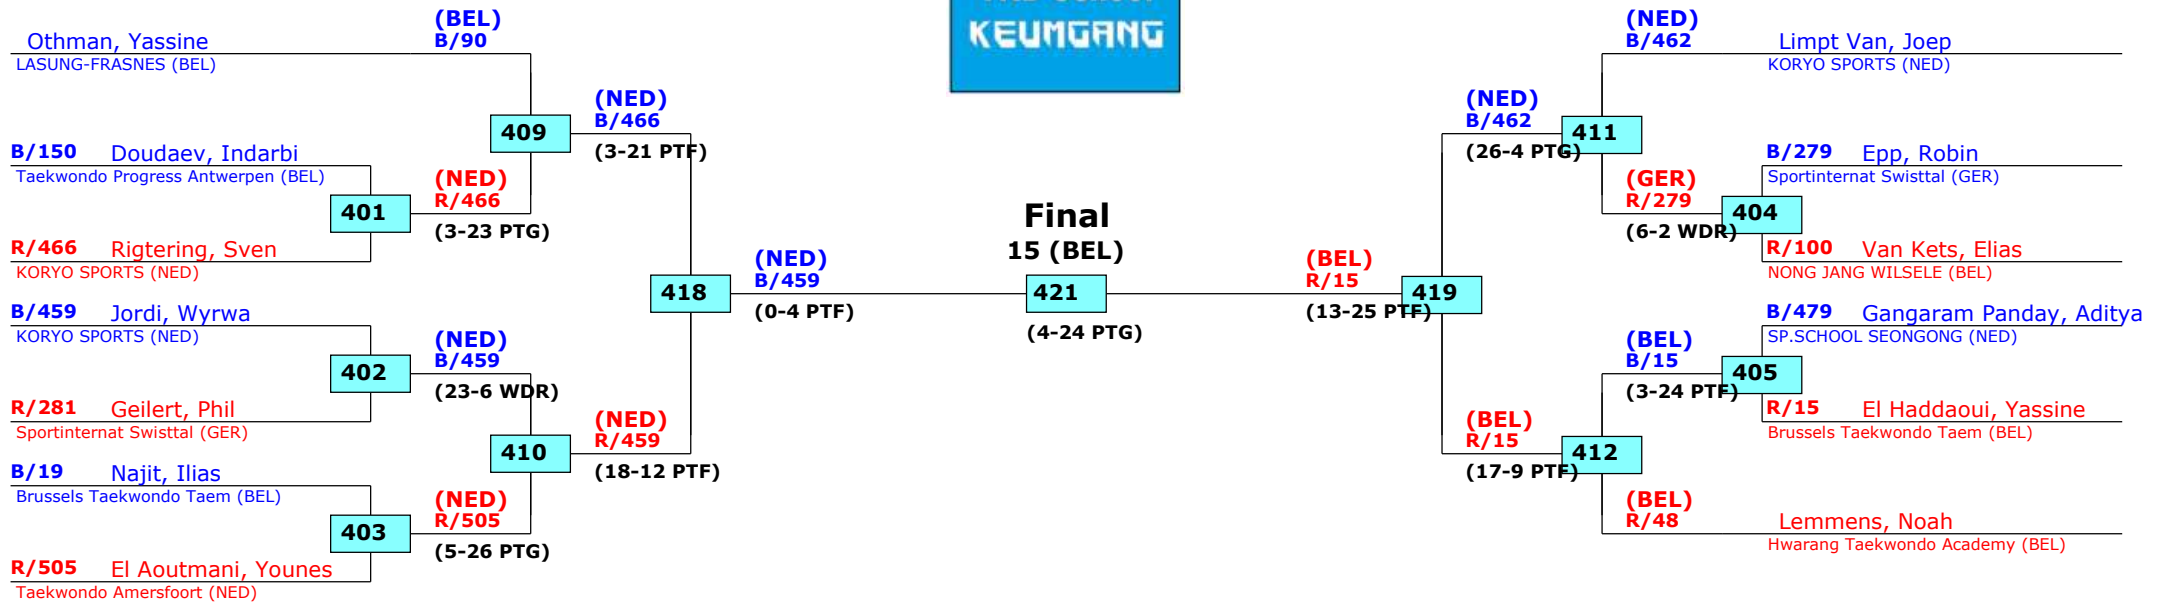 KEUMGANG
(BEL)
B/90
Othman, Yassine
LASUNG-FRASNES (BEL)
409
(NED)
B/466
(3-21 PTF)
B/150 Doudaev, Indarbi
Taekwondo Progress Antwerpen (BEL)
401
(NED)
R/466
(3-23 PTG)
R/466 Rigtering, Sven
KORYO SPORTS (NED)
418
(NED)
B/459
(0-4 PTF)
B/459 Jordi, Wyrwa
KORYO SPORTS (NED)
402
(NED)
B/459
(23-6 WDR)
R/281 Geilert, Phil
Sportinternat Swisttal (GER)
410
(NED)
R/459
(18-12 PTF)
B/19 Najit, Ilias
Brussels Taekwondo Taem (BEL)
403
(NED)
R/505
(5-26 PTG)
R/505 El Aoutmani, Younes
Taekwondo Amersfoort (NED)
Final
15 (BEL)
421
(4-24 PTG)
(NED)
B/462
Limpt Van, Joep
KORYO SPORTS (NED)
(NED)
B/462
411
(26-4 PTG)
B/279 Epp, Robin
Sportinternat Swisttal (GER)
(GER)
R/279
404
(6-2 WDR)
R/100 Van Kets, Elias
NONG JANG WILSELE (BEL)
(BEL)
R/15
419
(13-25 PTF)
B/479 Gangaram Panday, Aditya
SP.SCHOOL SEONGONG (NED)
(BEL)
B/15
405
(3-24 PTF)
R/15 El Haddaoui, Yassine
Brussels Taekwondo Taem (BEL)
(BEL)
R/15
412
(17-9 PTF)
(BEL)
R/48
Lemmens, Noah
Hwarang Taekwondo Academy (BEL)